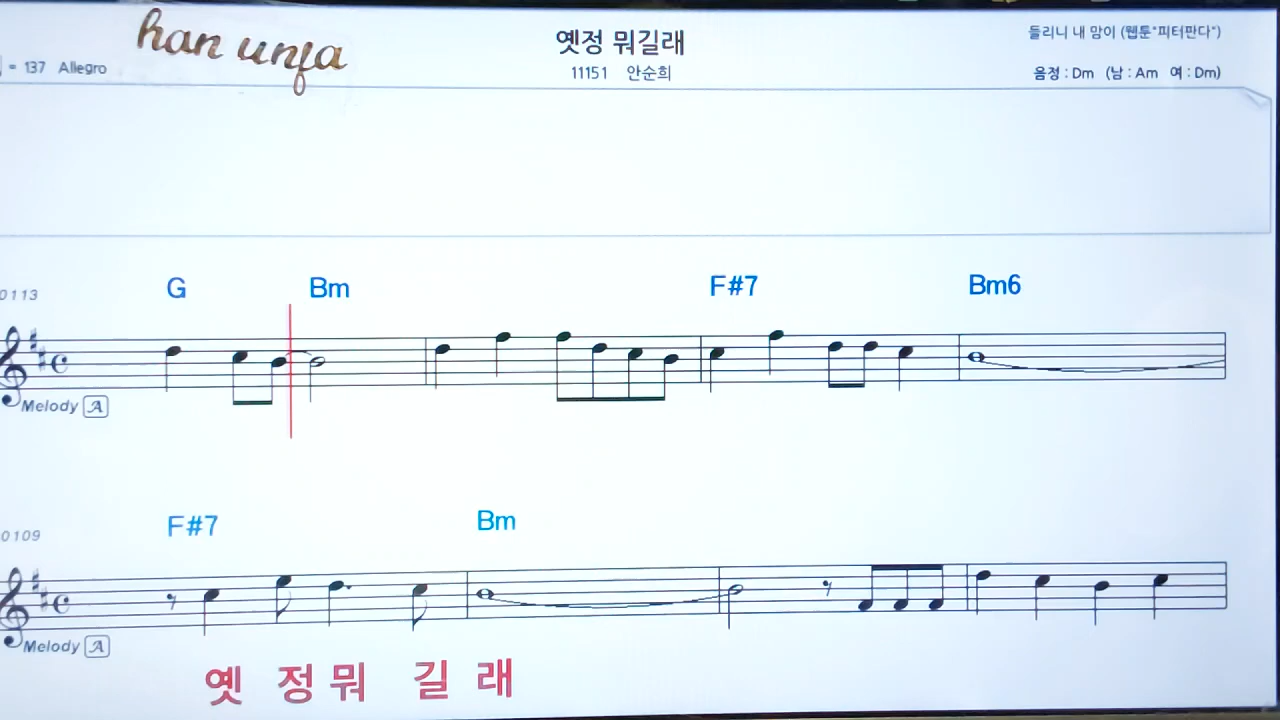 han unja
옛정 뭐길래
들리니 내 맘이 (웹툰"피터판다")
= 137 Allegro
11151 안순희
음정 : Dm (남 : Am 여 : Dm)
0113
G Bm F#7 Bm6
Melody A
0109
F#7 Bm
Melody A
옛 정 뭐 길 래